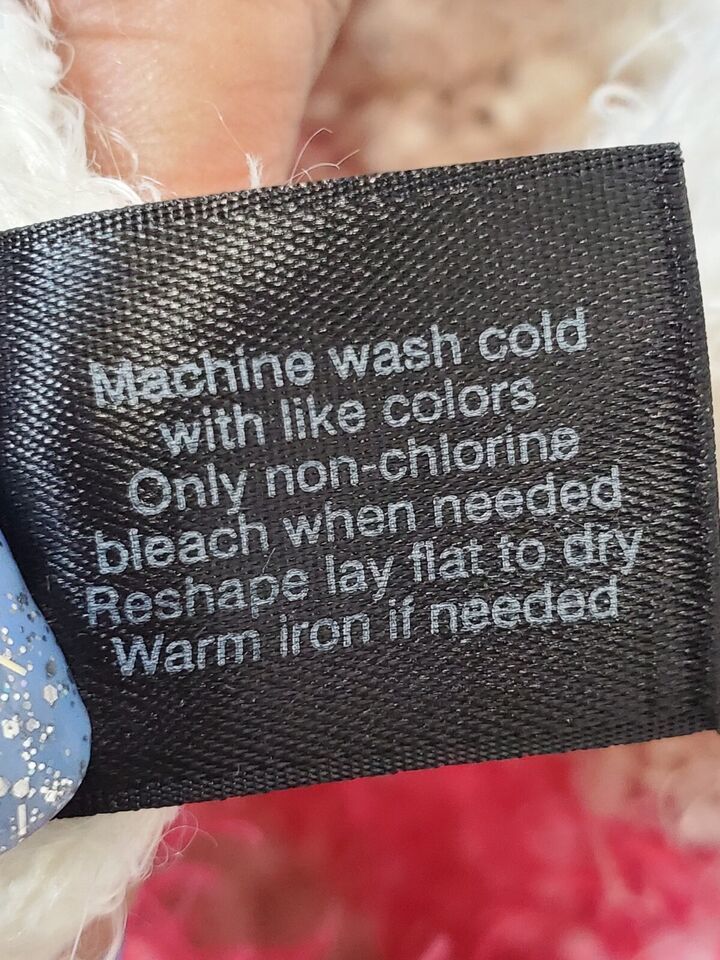 Machine wash cold
with like colors
Only non-chlorine
bleach when needed
Reshape lay flat to dry
Warm iron if needed